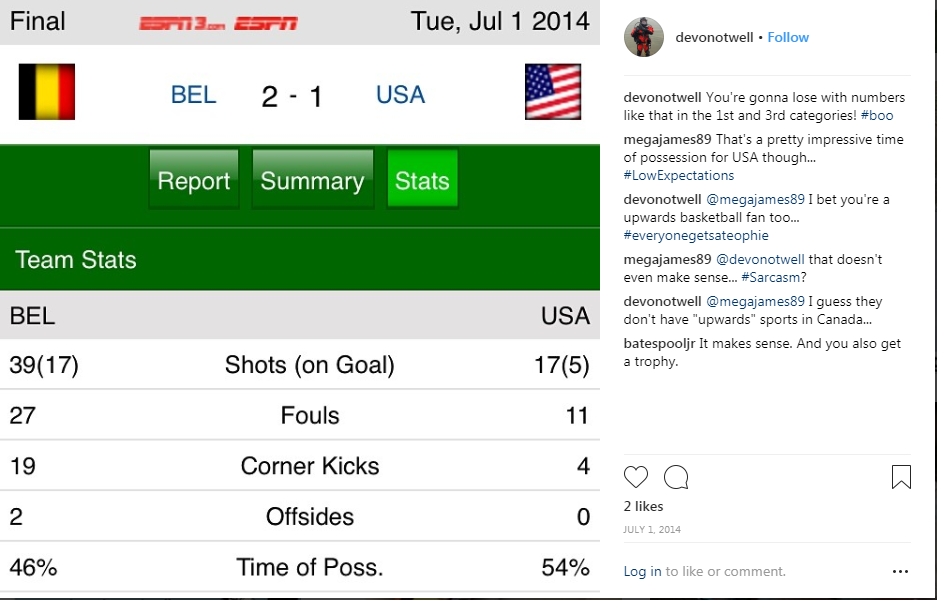 Final ESPN3.com ESPN Tue, Jul 1 2014
BEL 2 - 1 USA
Report Summary Stats
Team Stats
BEL USA
39(17) Shots (on Goal) 17(5)
27 Fouls 11
19 Corner Kicks 4
2 Offsides 0
46% Time of Poss. 54%
devonotwell • Follow
devonotwell You're gonna lose with numbers
like that in the 1st and 3rd categories! #boo
megajames89 That's a pretty impressive time
of possession for USA though...
#LowExpectations
devonotwell @megajames89 I bet you're a
upwards basketball fan too...
#everyonegetsateophie
megajames89 @devonotwell that doesn't
even make sense... #Sarcasm?
devonotwell @megajames89 I guess they
don't have "upwards" sports in Canada...
batespooljr It makes sense. And you also get
a trophy.
2 likes
JULY 1, 2014
Log in to like or comment.